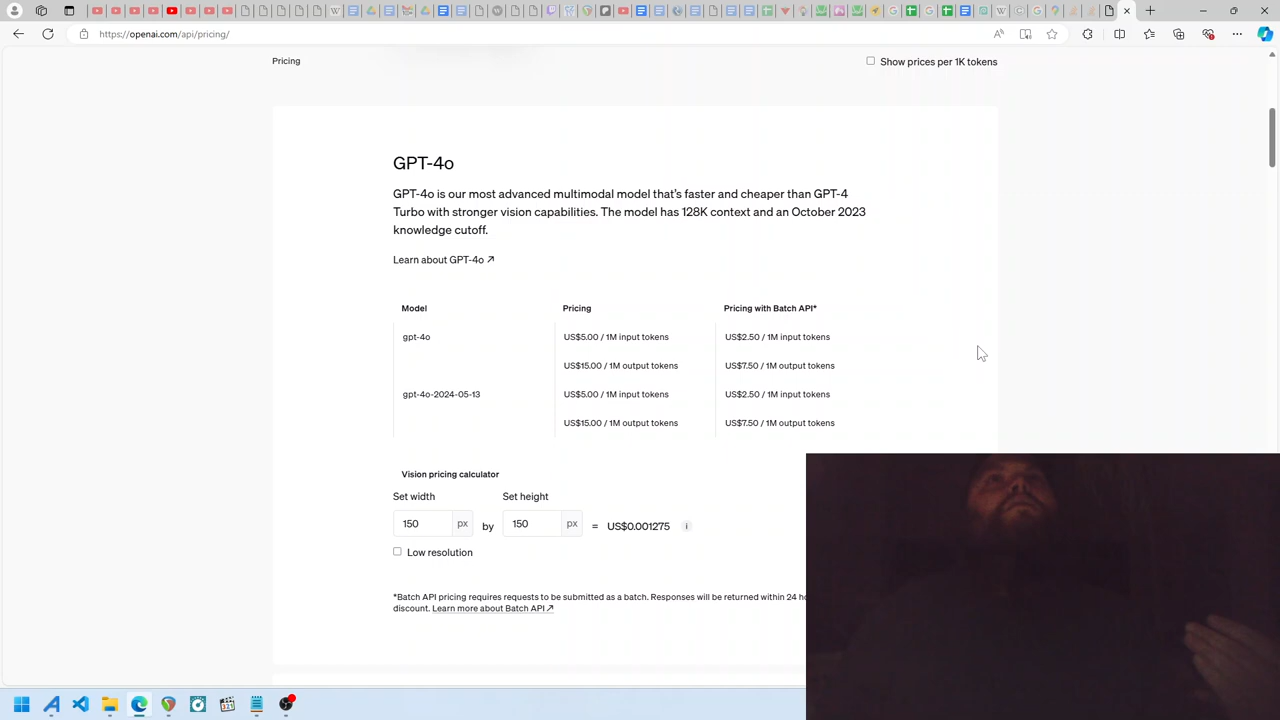 https://openai.com/api/pricing/
Pricing
Show prices per 1K tokens
GPT-4o
GPT-4o is our most advanced multimodal model that's faster and cheaper than GPT-4
Turbo with stronger vision capabilities. The model has 128K context and an October 2023
knowledge cutoff.
Learn about GPT-4o ↗
Model Pricing Pricing with Batch API*
gpt-4o US$5.00 / 1M input tokens US$2.50 / 1M input tokens
US$15.00 / 1M output tokens US$7.50 / 1M output tokens
gpt-4o-2024-05-13 US$5.00 / 1M input tokens US$2.50 / 1M input tokens
US$15.00 / 1M output tokens US$7.50 / 1M output tokens
Vision pricing calculator
Set width Set height
150 px by 150 px = US$0.001275 i
Low resolution
*Batch API pricing requires requests to be submitted as a batch. Responses will be returned within 24
discount. Learn more about Batch API ↗